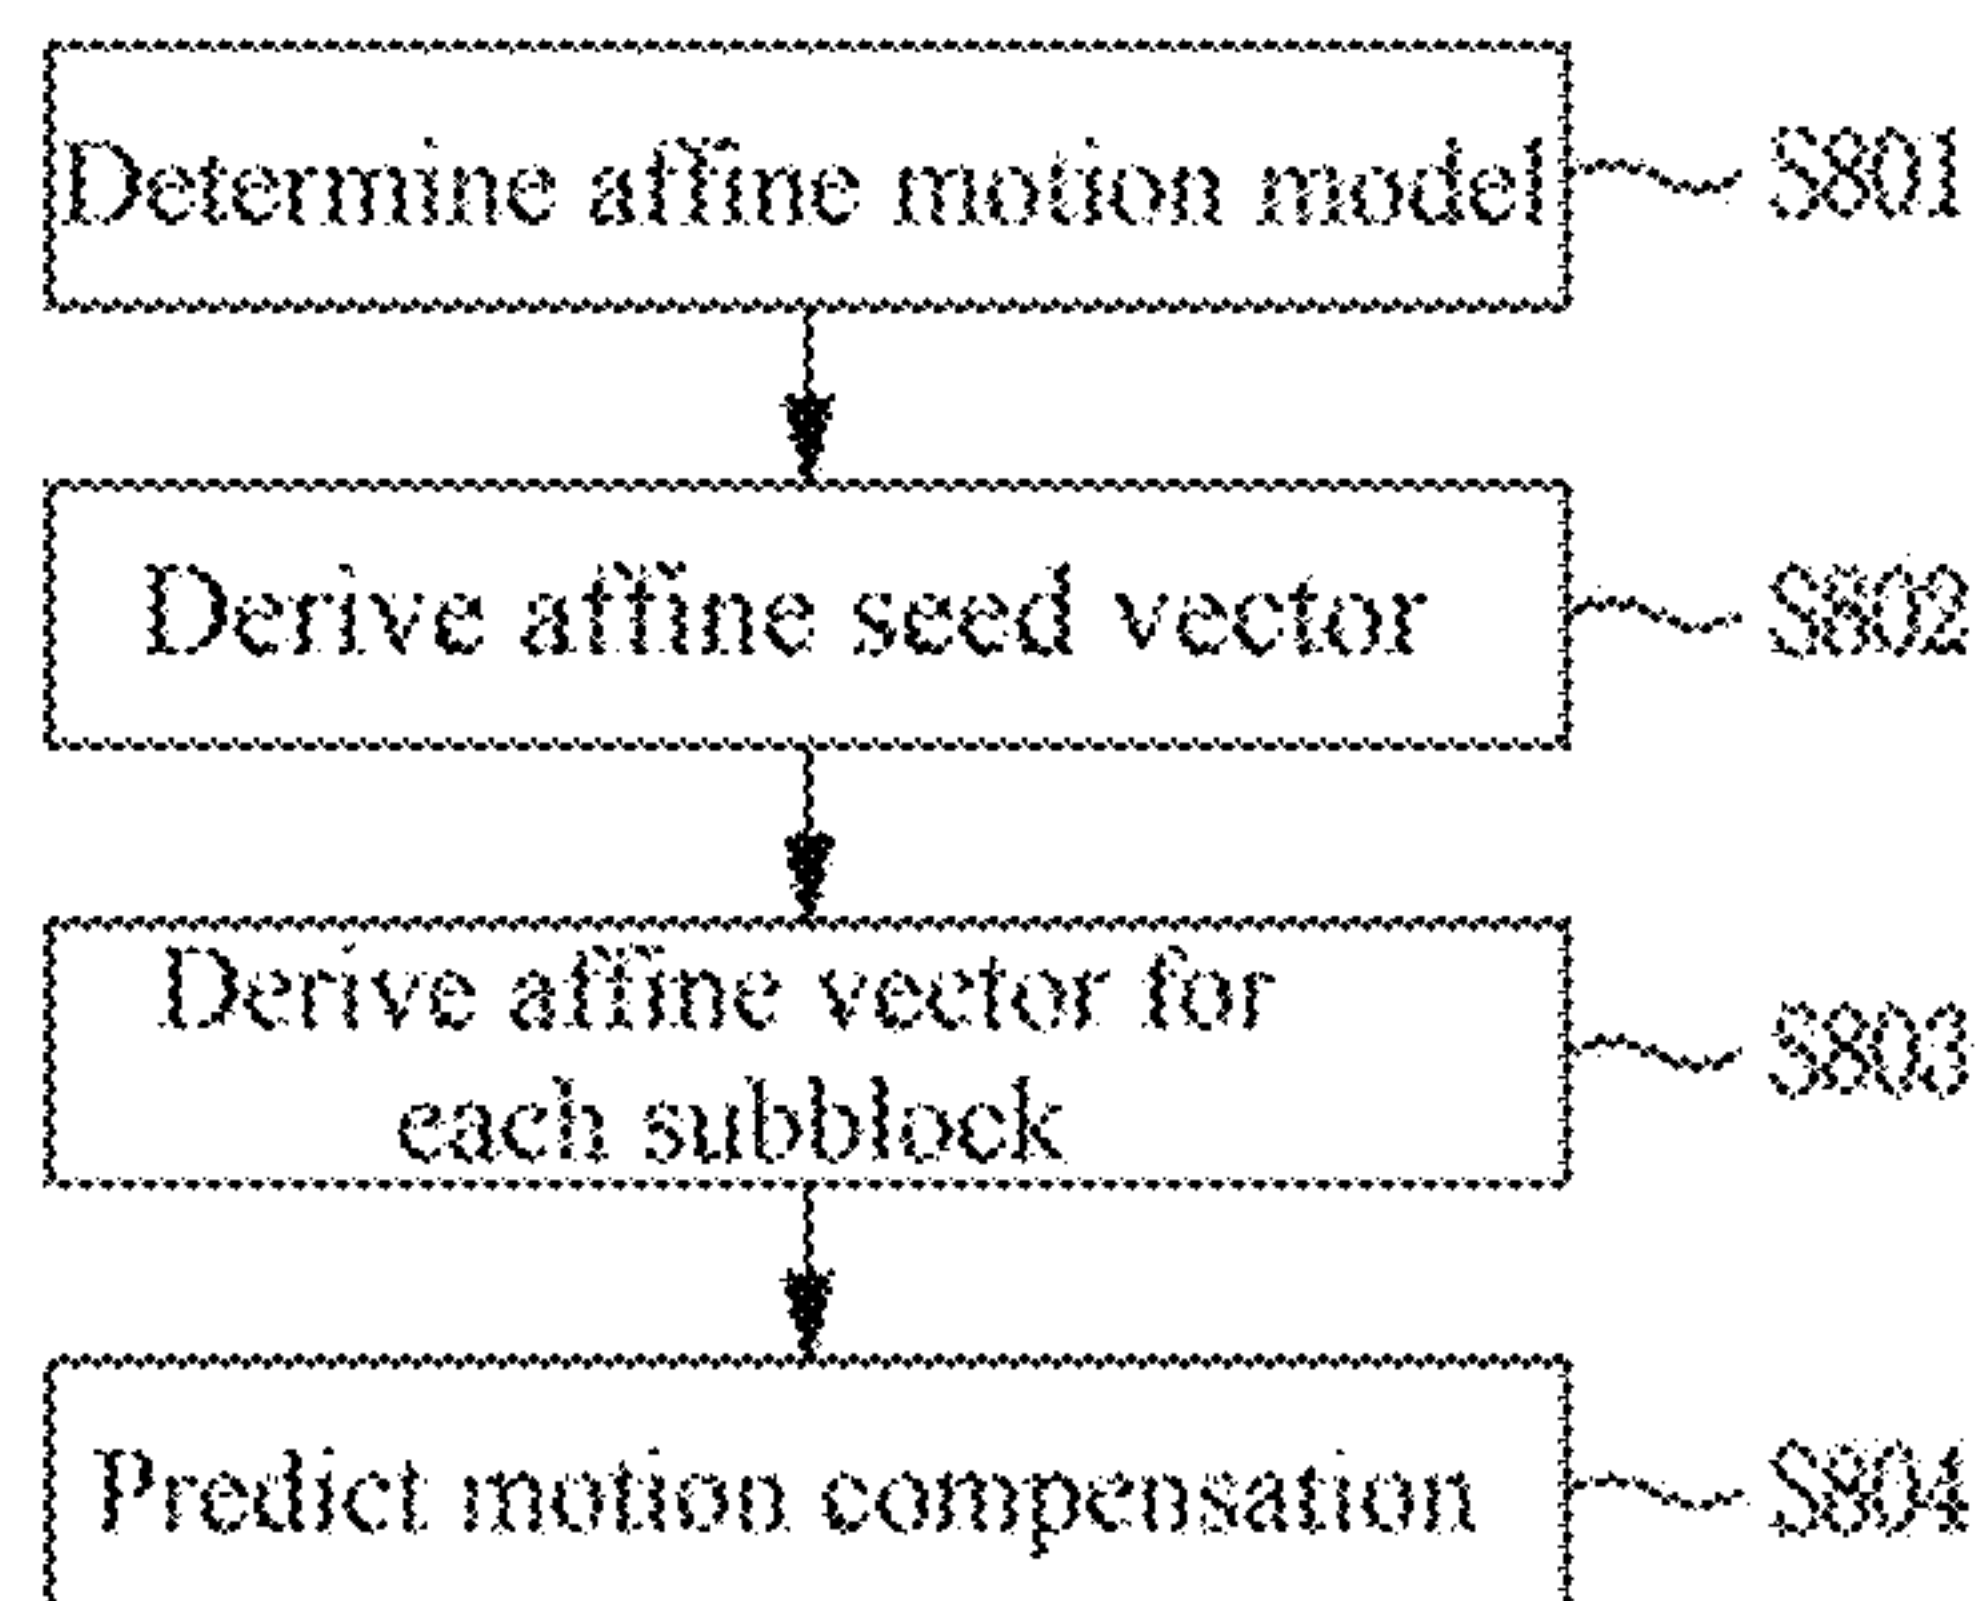 Determine affine motion model S801
Derive affine seed vector S802
Derive affine vector for
each subblock S803
Predict motion compensation S804